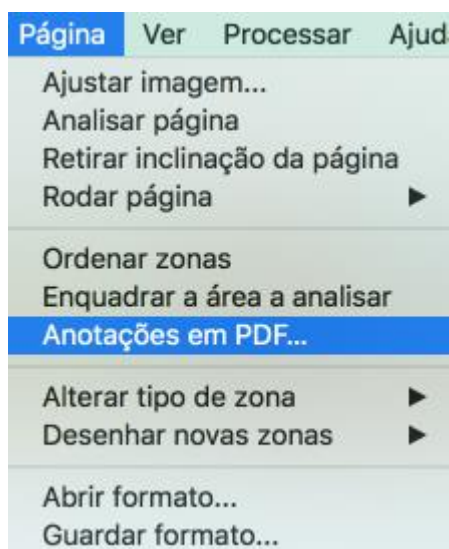 Página Ver Processar
Ajustar imagem...
Analisar página
Retirar inclinação da página
Rodar página
Ordenar zonas
Enquadrar a área a analisar
Anotações em PDF...
Alterar tipo de zona
Desenhar novas zonas
Abrir formato...
Guardar formato...